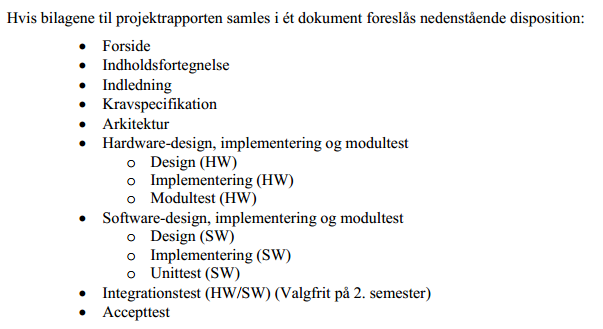 Hvis bilagene til projektrapporten samles i ét dokument foreslås nedenstående disposition:
• Forside
• Indholdsfortegnelse
• Indledning
• Kravspecifikation
• Arkitektur
• Hardware-design, implementering og modultest
o Design (HW)
o Implementering (HW)
o Modultest (HW)
• Software-design, implementering og modultest
o Design (SW)
o Implementering (SW)
o Unittest (SW)
• Integrationstest (HW/SW) (Valgfrit på 2. semester)
• Accepttest